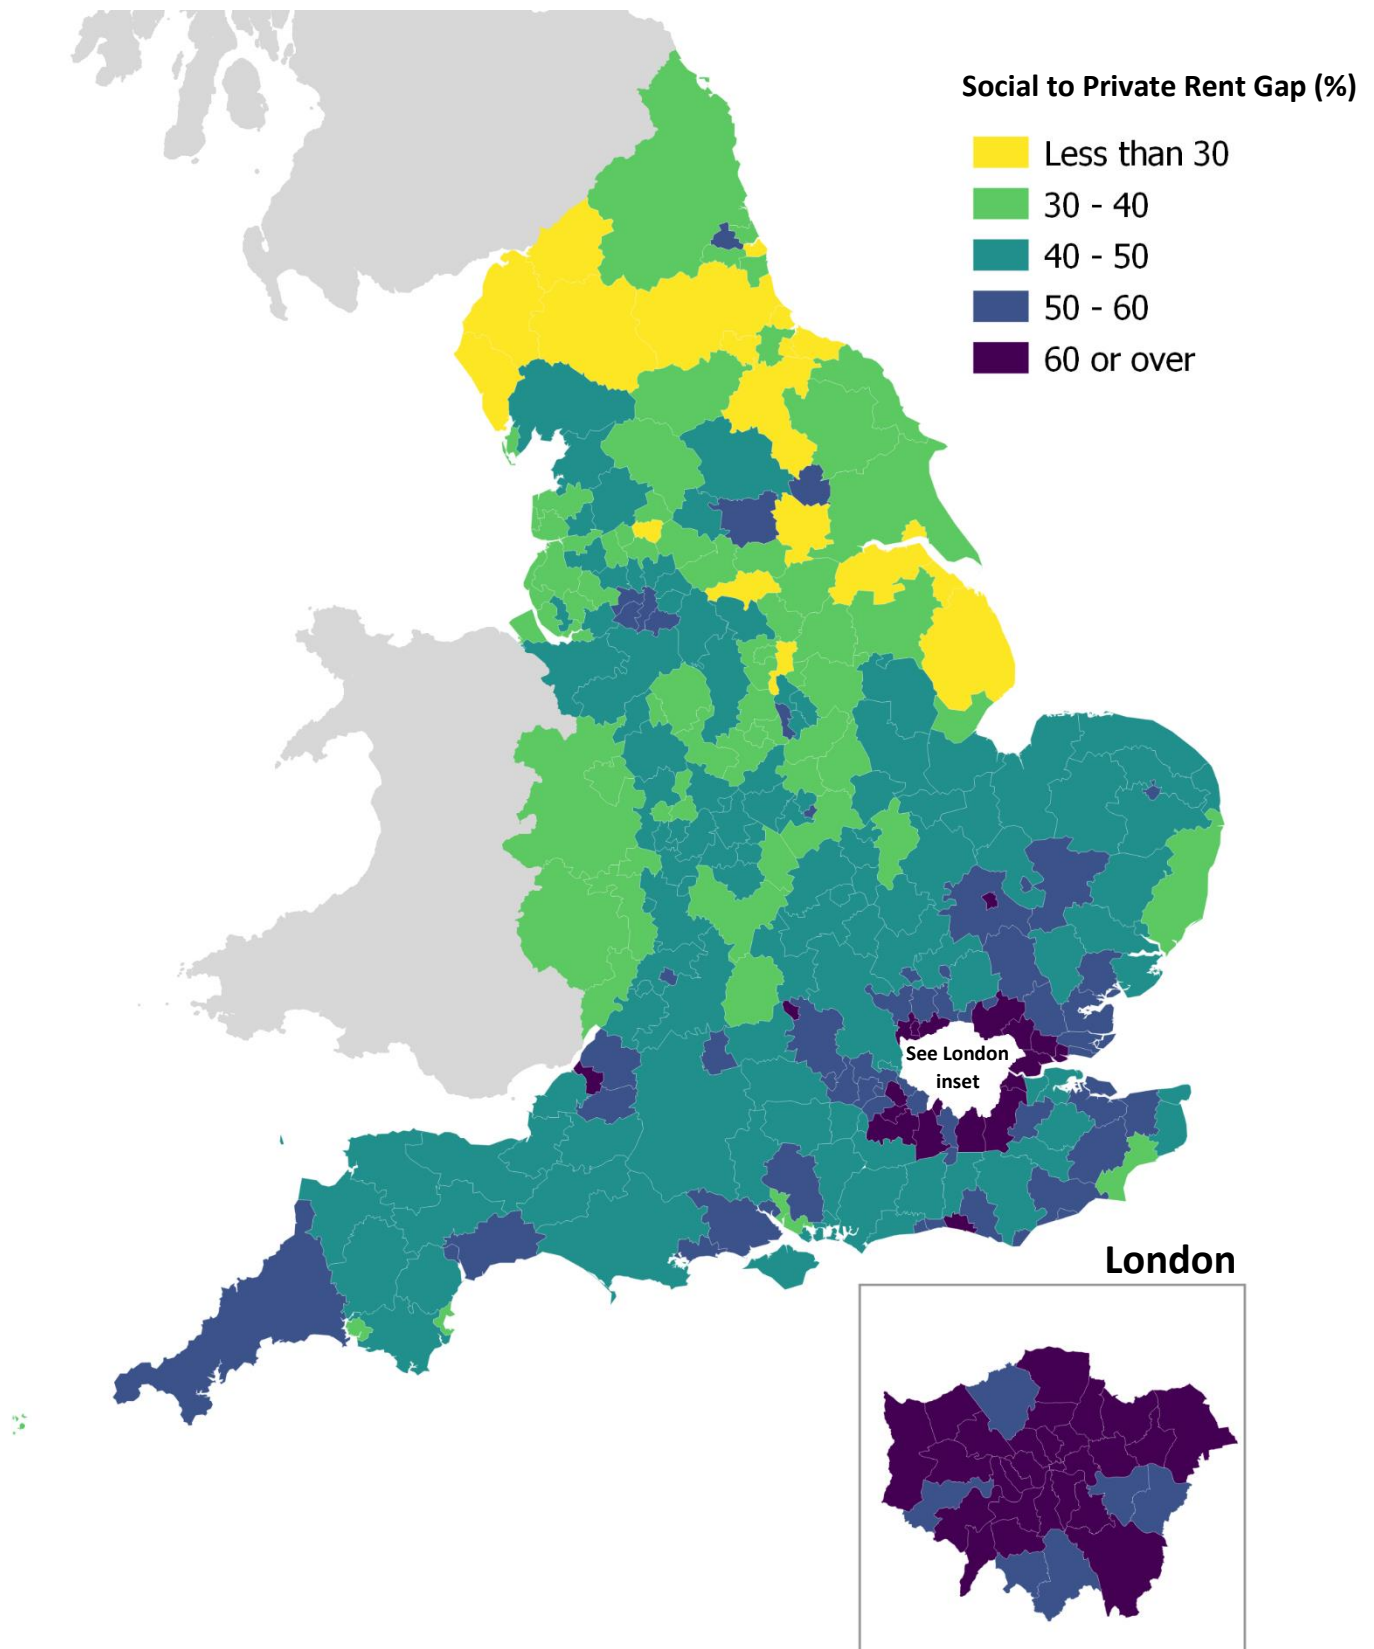 Social to Private Rent Gap (%)
Less than 30
30 - 40
40 - 50
50 - 60
60 or over
See London
inset
London